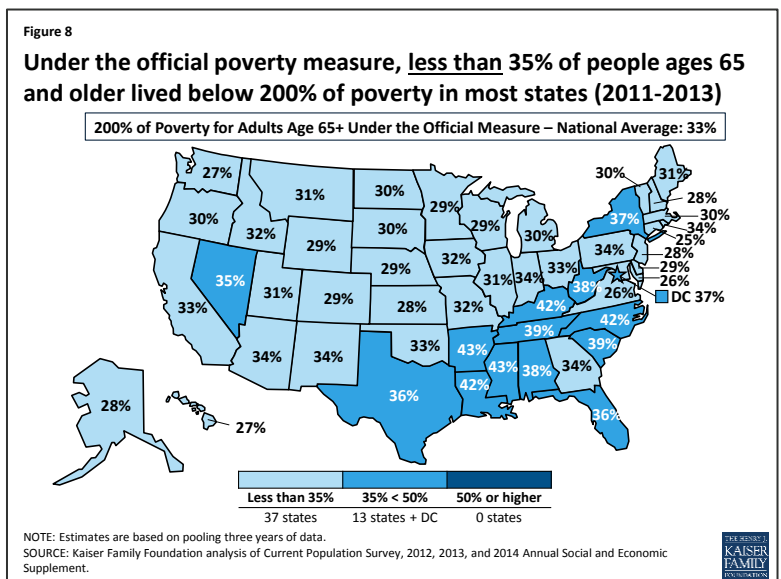 Figure 8
Under the official poverty measure, less than 35% of people ages 65
and older lived below 200% of poverty in most states (2011-2013)
200% of Poverty for Adults Age 65+ Under the Official Measure – National Average: 33%
27%
31%
30%
29%
30%
31%
30%
32%
30%
29%
30%
37%
28%
30%
34%
25%
28%
29%
26%
DC 37%
35%
33%
31%
29%
29%
28%
32%
32%
31%
34%
33%
34%
38%
26%
42%
42%
39%
39%
34%
34%
33%
43%
43%
38%
34%
36%
42%
36%
28%
27%
29%
Less than 35%
35% < 50%
50% or higher
37 states
13 states + DC
0 states
NOTE: Estimates are based on pooling three years of data.
SOURCE: Kaiser Family Foundation analysis of Current Population Survey, 2012, 2013, and 2014 Annual Social and Economic
Supplement.
THE HENRY J.
KAISER
FAMILY
FOUNDATION